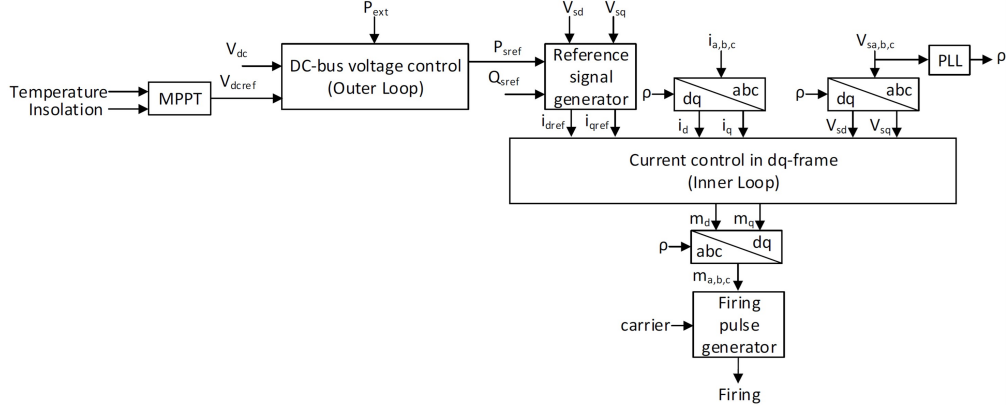 P_ext
V_sd
V_sq
V_dc
DC-bus voltage control
(Outer Loop)
P_sref
Q_sref
Reference
signal
generator
i_a,b,c
V_sa,b,c
PLL
ρ
Temperature
Insolation
MPPT
V_dcref
ρ
abc
dq
ρ
abc
dq
i_dref
i_qref
i_d
i_q
V_sd
V_sq
Current control in dq-frame
(Inner Loop)
m_d
m_q
ρ
dq
abc
m_a,b,c
carrier
Firing
pulse
generator
Firing